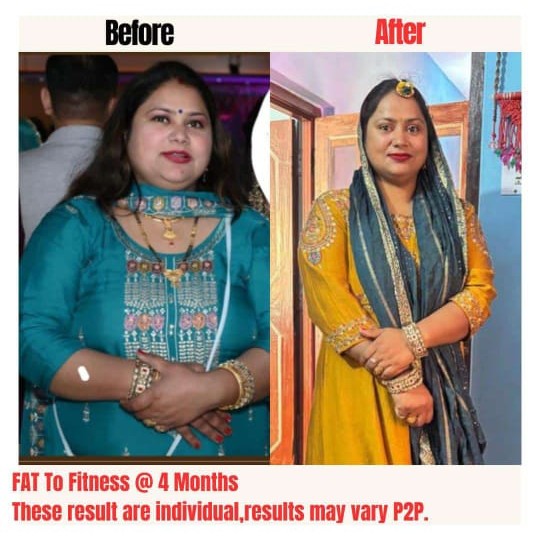 Before
After
FAT To Fitness @ 4 Months
These result are individual,results may vary P2P.